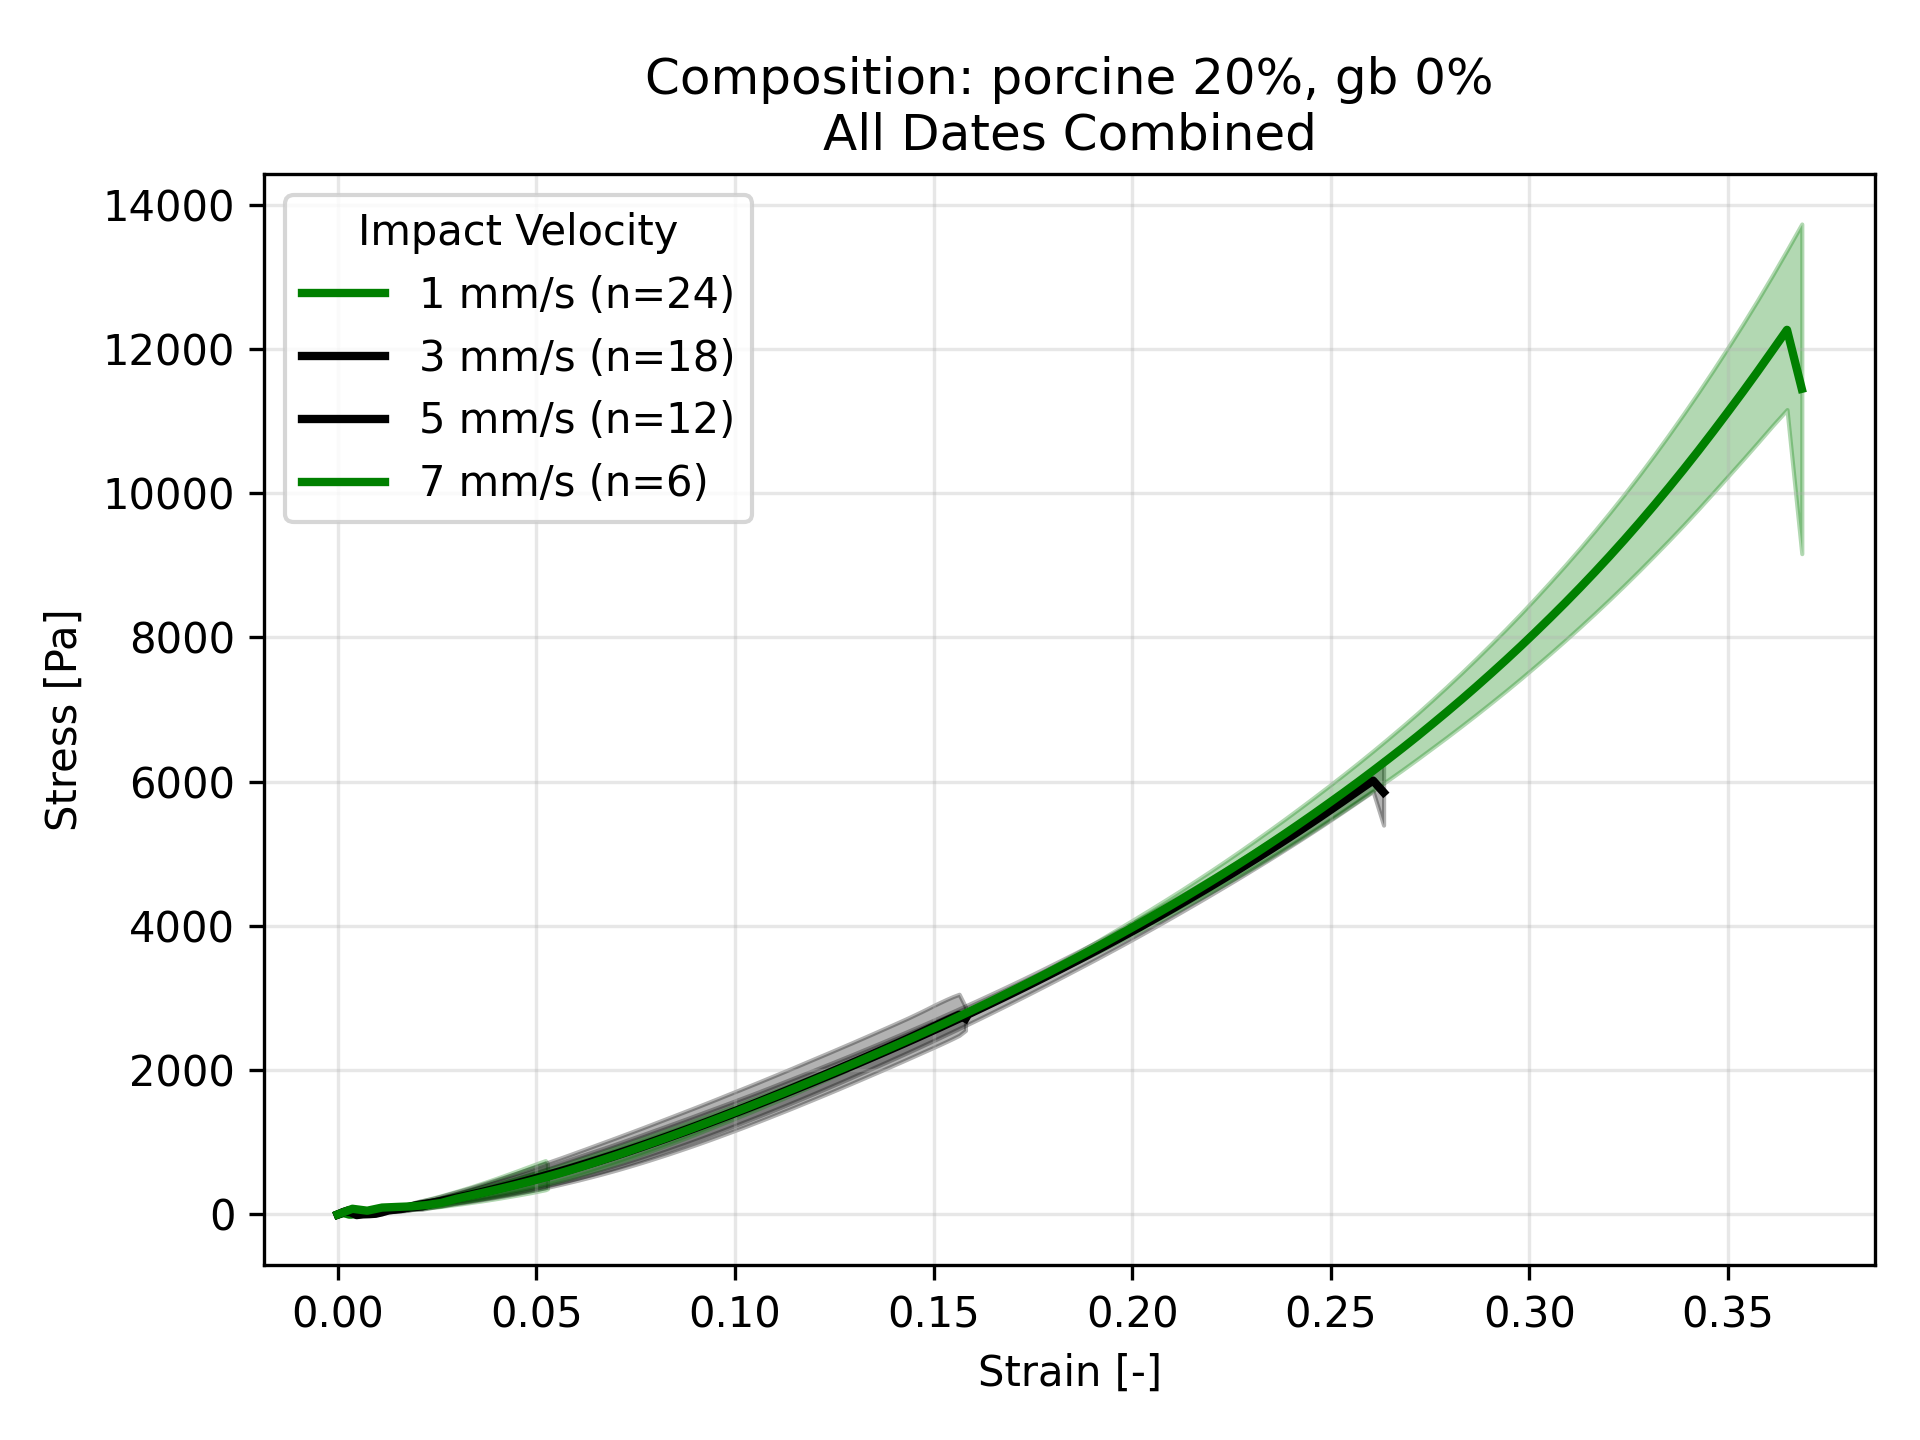 Composition: porcine 20%, gb 0%
All Dates Combined
Impact Velocity
1 mm/s (n=24)
3 mm/s (n=18)
5 mm/s (n=12)
7 mm/s (n=6)
Stress [Pa]
14000
12000
10000
8000
6000
4000
2000
0
0.00 0.05 0.10 0.15 0.20 0.25 0.30 0.35
Strain [-]